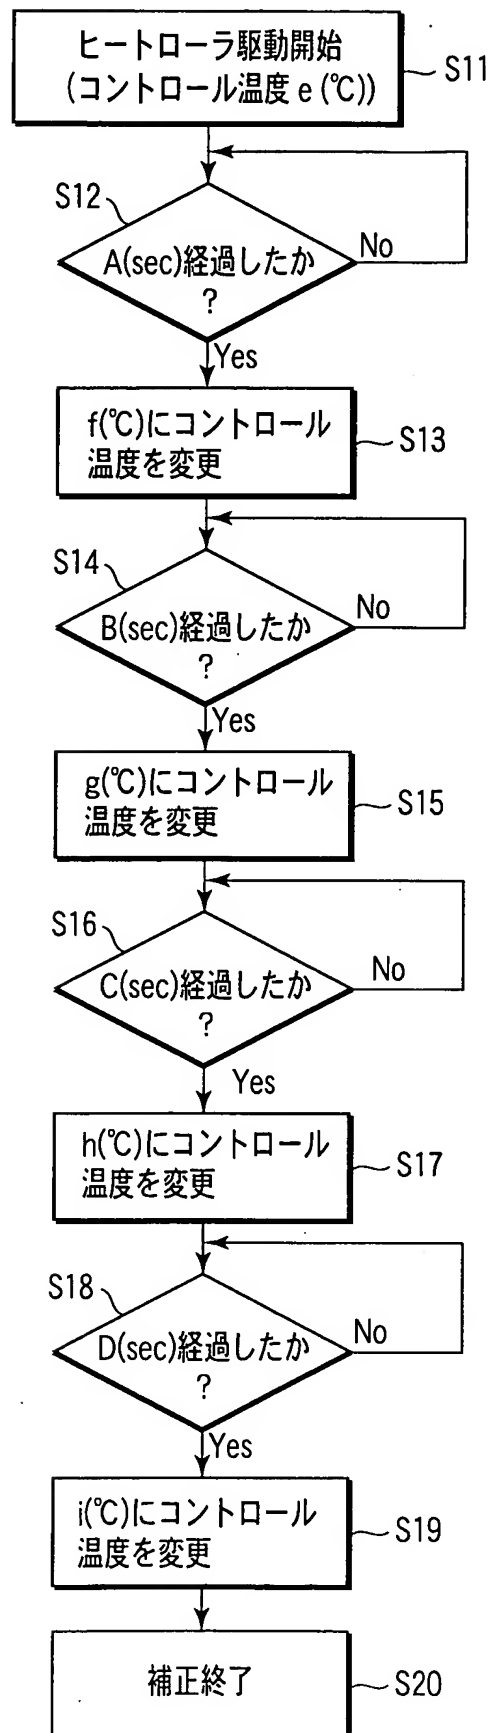 ヒートローラ駆動開始
(コントロール温度 e (℃))
S11
S12
A(sec)経過したか
?
No
Yes
f(℃)にコントロール
温度を変更
S13
S14
B(sec)経過したか
?
No
Yes
g(℃)にコントロール
温度を変更
S15
S16
C(sec)経過したか
?
No
Yes
h(℃)にコントロール
温度を変更
S17
S18
D(sec)経過したか
?
No
Yes
i(℃)にコントロール
温度を変更
S19
補正終了
S20